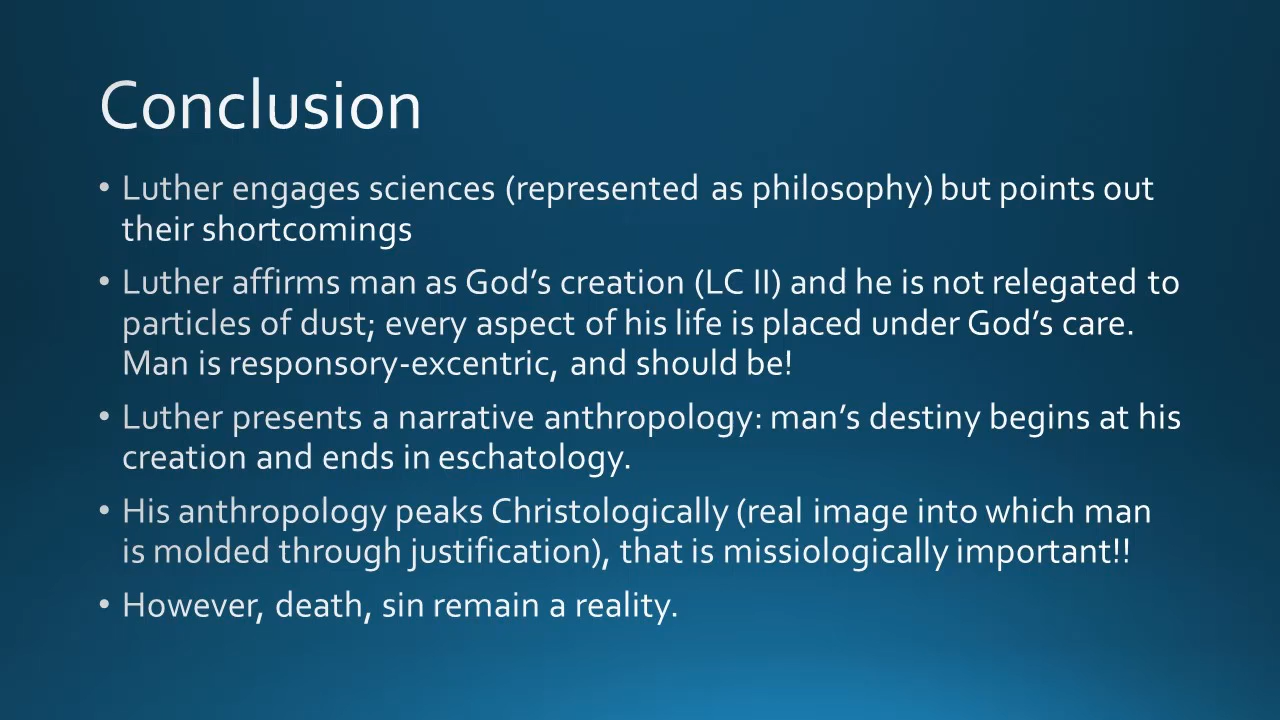 Conclusion
• Luther engages sciences (represented as philosophy) but points out
their shortcomings
• Luther affirms man as God’s creation (LC II) and he is not relegated to
particles of dust; every aspect of his life is placed under God’s care.
Man is responsory-excentric, and should be!
• Luther presents a narrative anthropology: man’s destiny begins at his
creation and ends in eschatology.
• His anthropology peaks Christologically (real image into which man
is molded through justification), that is missiologically important!!
• However, death, sin remain a reality.